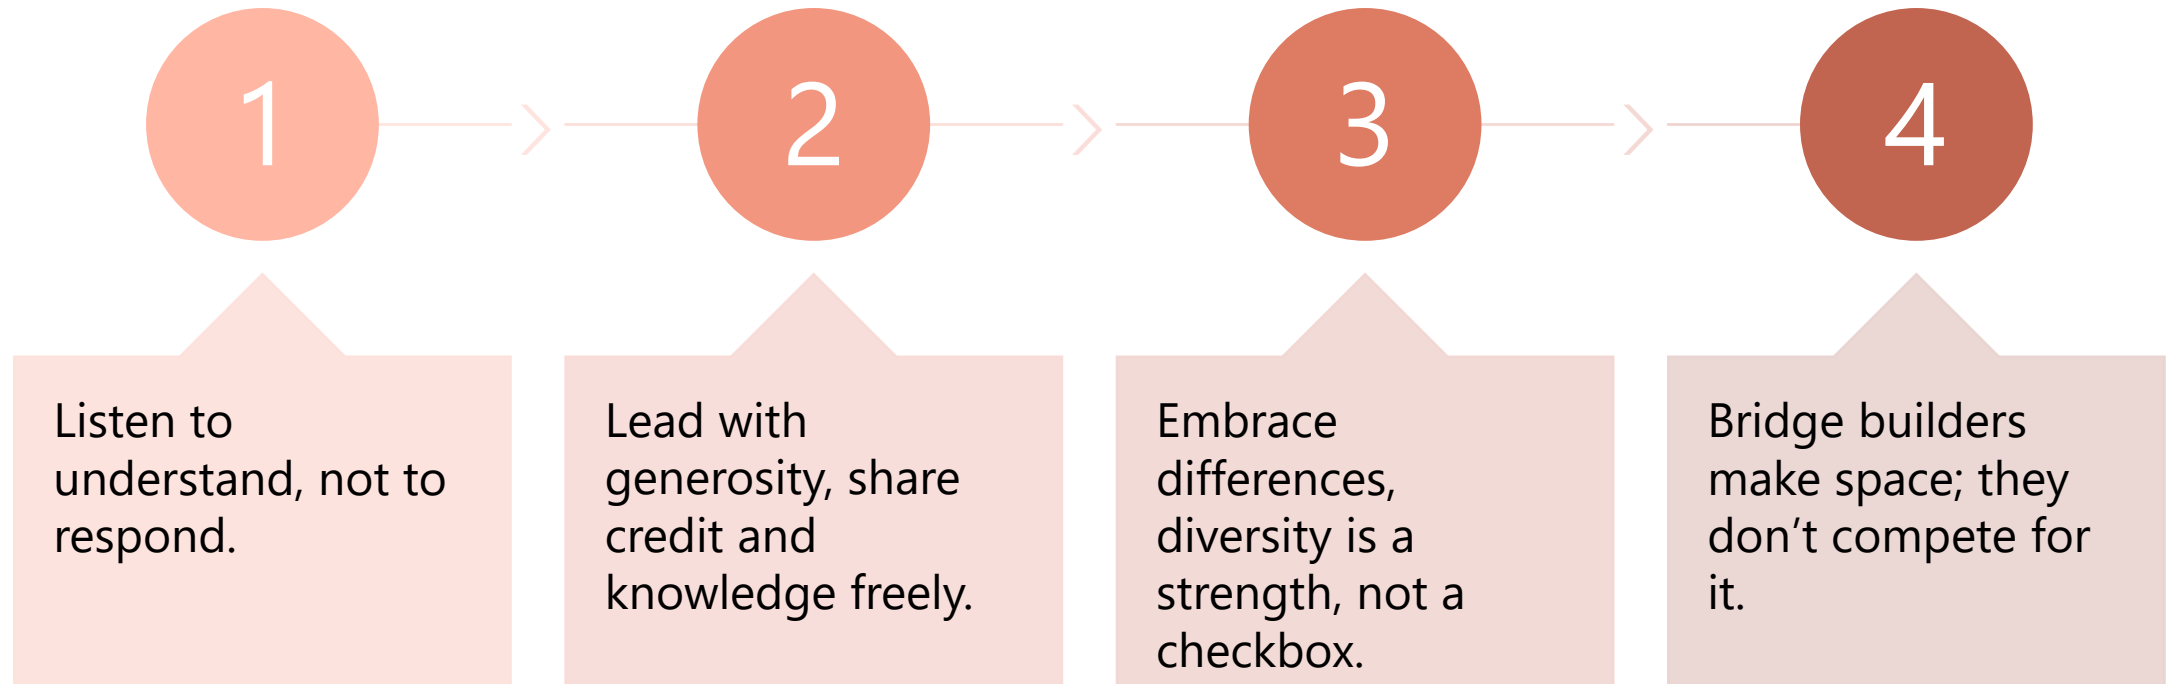 1
2
3
4
Listen to
understand, not to
respond.
Lead with
generosity, share
credit and
knowledge freely.
Embrace
differences,
diversity is a
strength, not a
checkbox.
Bridge builders
make space; they
don’t compete for
it.